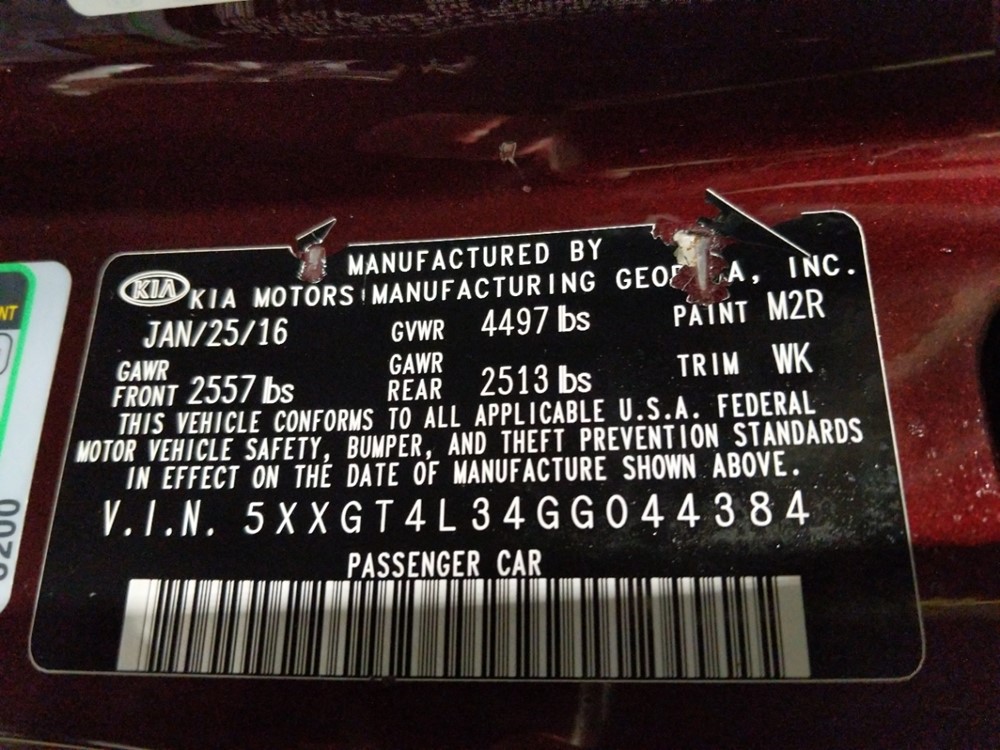 MANUFACTURED BY
KIA KIA MOTORS MANUFACTURING GEO A, INC.
JAN/25/16 GVWR 4497 lbs PAINT M2R
GAWR FRONT 2557 lbs GAWR REAR 2513 lbs TRIM WK
THIS VEHICLE CONFORMS TO ALL APPLICABLE U.S.A. FEDERAL
MOTOR VEHICLE SAFETY, BUMPER, AND THEFT PREVENTION STANDARDS
IN EFFECT ON THE DATE OF MANUFACTURE SHOWN ABOVE.
V.I.N. 5XXGT4L34GG044384
PASSENGER CAR
NT